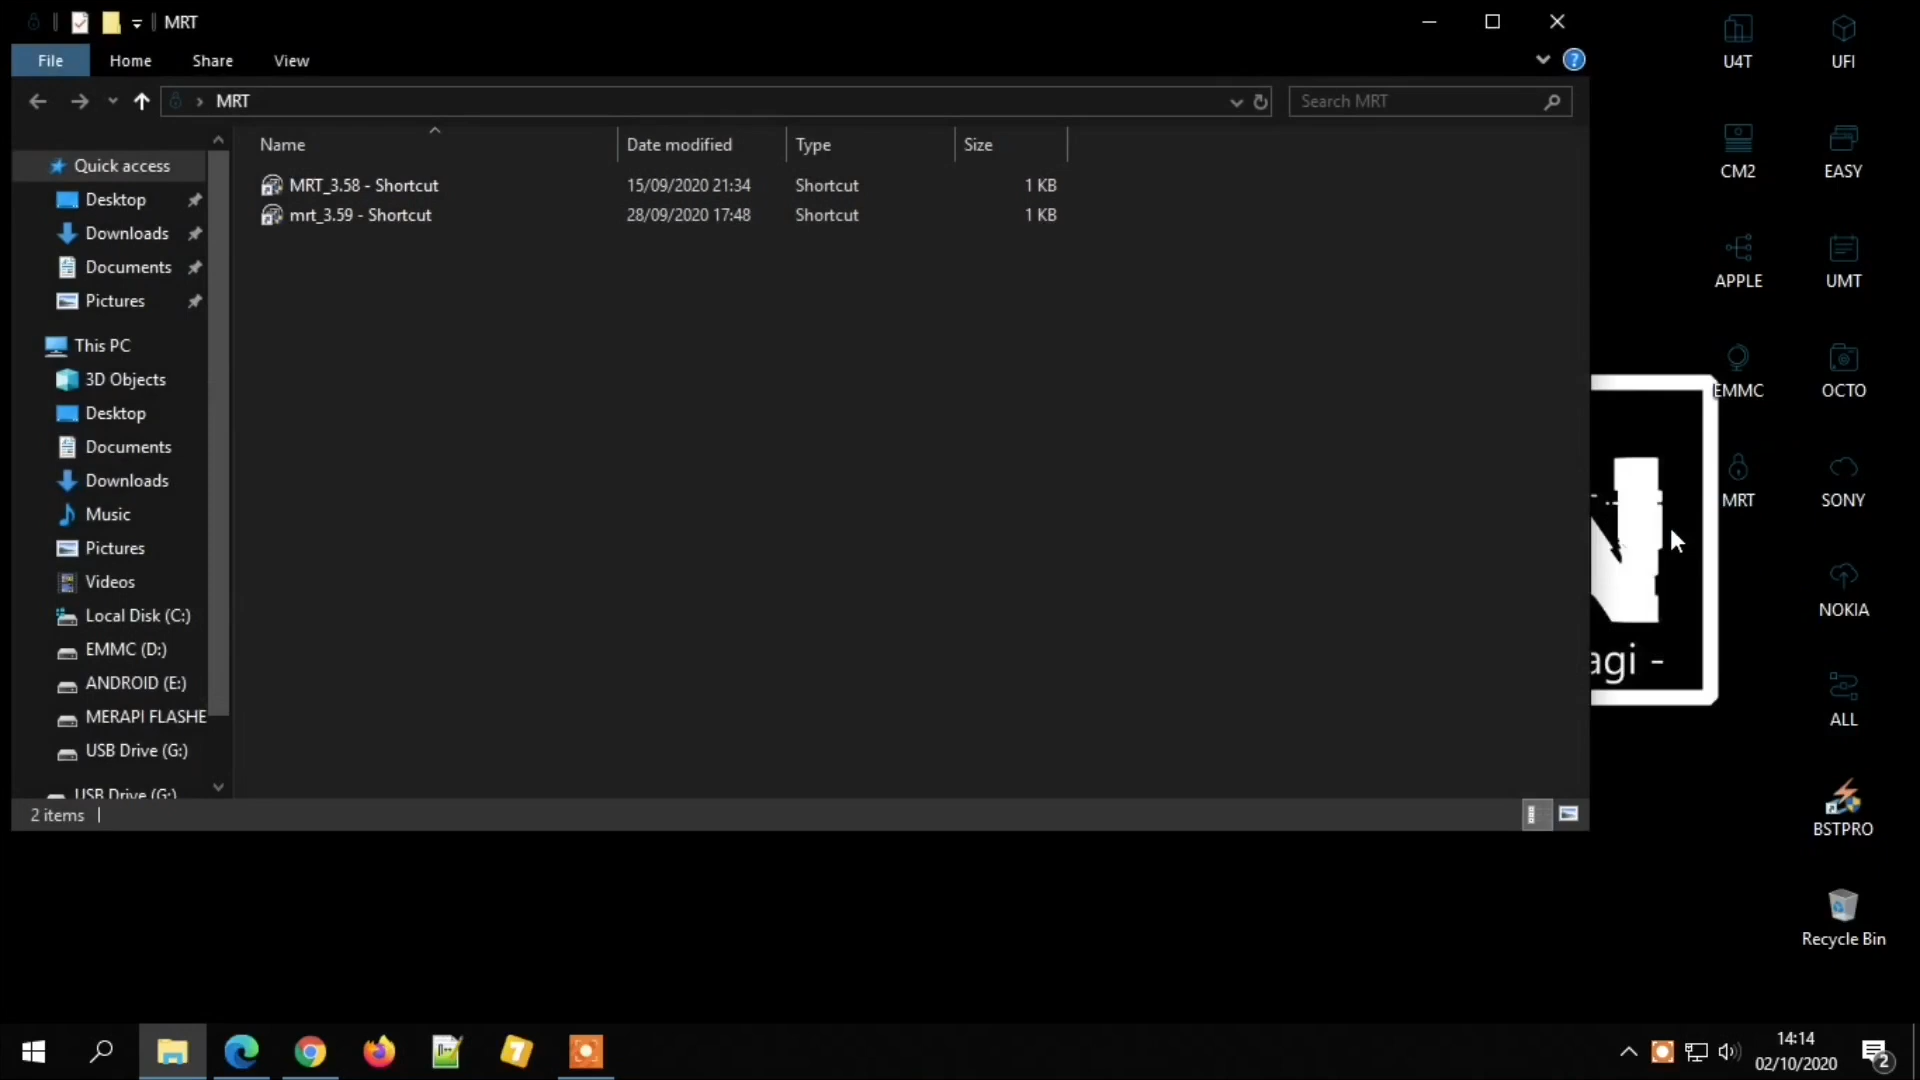 MRT
File Home Share View
MRT
Search MRT
Name Date modified Type Size
MRT_3.58 - Shortcut 15/09/2020 21:34 Shortcut 1 KB
mrt_3.59 - Shortcut 28/09/2020 17:48 Shortcut 1 KB
Quick access
Desktop
Downloads
Documents
Pictures
This PC
3D Objects
Desktop
Documents
Downloads
Music
Pictures
Videos
Local Disk (C:)
EMMC (D:)
ANDROID (E:)
MERAPI FLASHE
USB Drive (G:)
USB Drive (G:)
2 items
U4T UFI
CM2 EASY
APPLE UMT
EMMC OCTO
MRT SONY
NOKIA
ALL
BSTPRO
Recycle Bin
N
agi -
14:14
02/10/2020
2